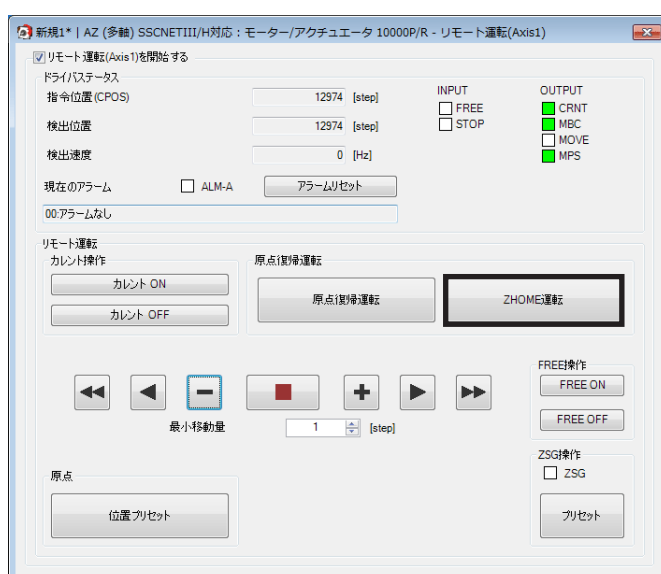 新規1* | AZ (多軸) SSCNETIII/H対応 : モーター/アクチュエータ 10000P/R - リモート運転(Axis1)
リモート運転(Axis1)を開始する
ドライバステータス
指令位置(CPOS) 12974 [step]
検出位置 12974 [step]
検出速度 0 [Hz]
INPUT
FREE
STOP
OUTPUT
CRNT
MBC
MOVE
MPS
現在のアラーム ALM-A アラームリセット
00:アラームなし
リモート運転
カレント操作
カレント ON
カレント OFF
原点復帰運転
原点復帰運転 ZHOME運転
最小移動量 1 [step]
FREE操作
FREE ON
FREE OFF
原点
位置プリセット
ZSG操作
ZSG
プリセット